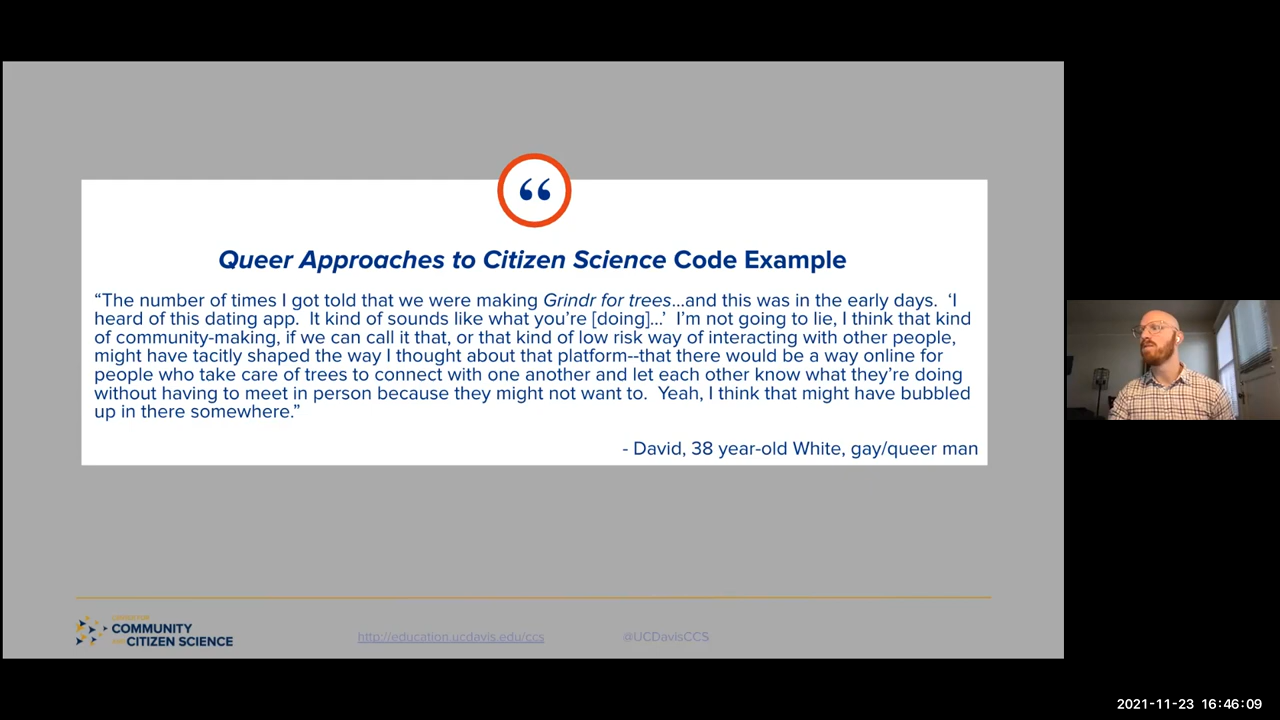 “
Queer Approaches to Citizen Science Code Example
“The number of times I got told that we were making Grindr for trees...and this was in the early days.  ‘I
heard of this dating app.  It kind of sounds like what you’re [doing]...’  I’m not going to lie, I think that kind
of community-making, if we can call it that, or that kind of low risk way of interacting with other people,
might have tacitly shaped the way I thought about that platform--that there would be a way online for
people who take care of trees to connect with one another and let each other know what they’re doing
without having to meet in person because they might not want to.  Yeah, I think that might have bubbled
up in there somewhere.”
- David, 38 year-old White, gay/queer man
CENTER FOR
COMMUNITY
AND CITIZEN SCIENCE
http://education.ucdavis.edu/ccs
@UCDavisCCS
2021-11-23 16:46:09